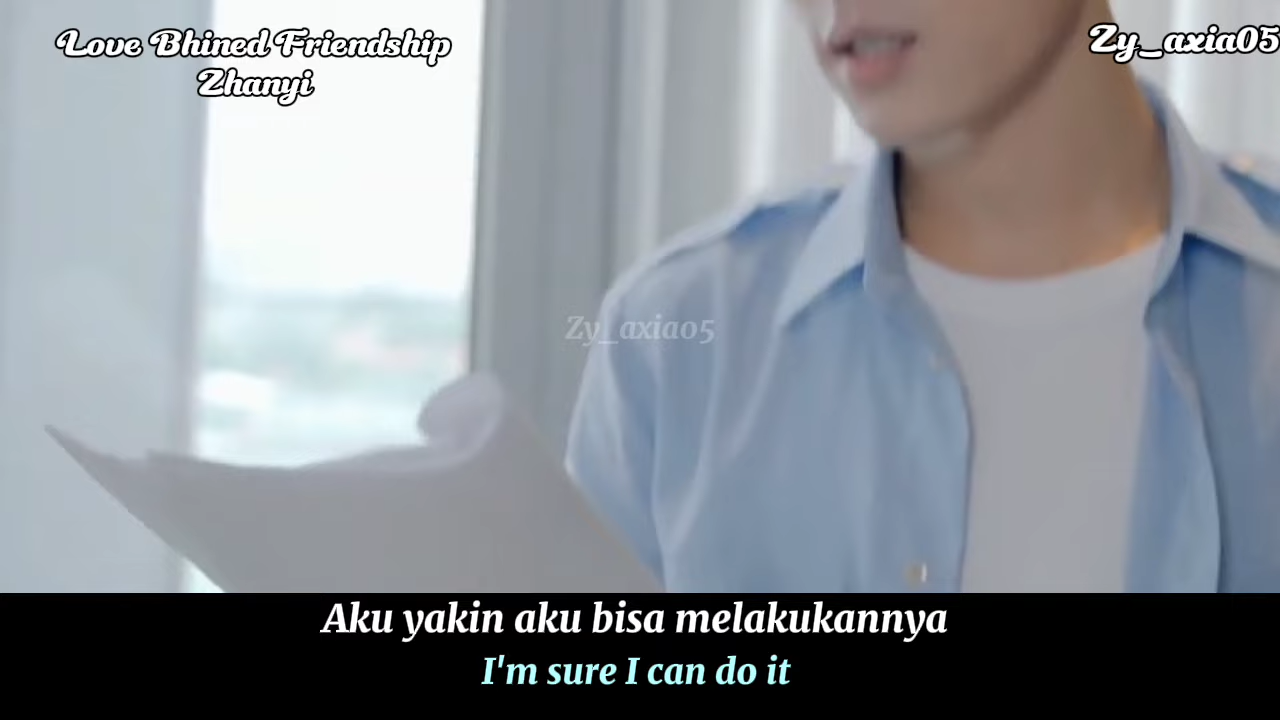 Love Bhined Friendship
Zhanyi
Zy_axia05
Zy_axia05
Aku yakin aku bisa melakukannya
I'm sure I can do it